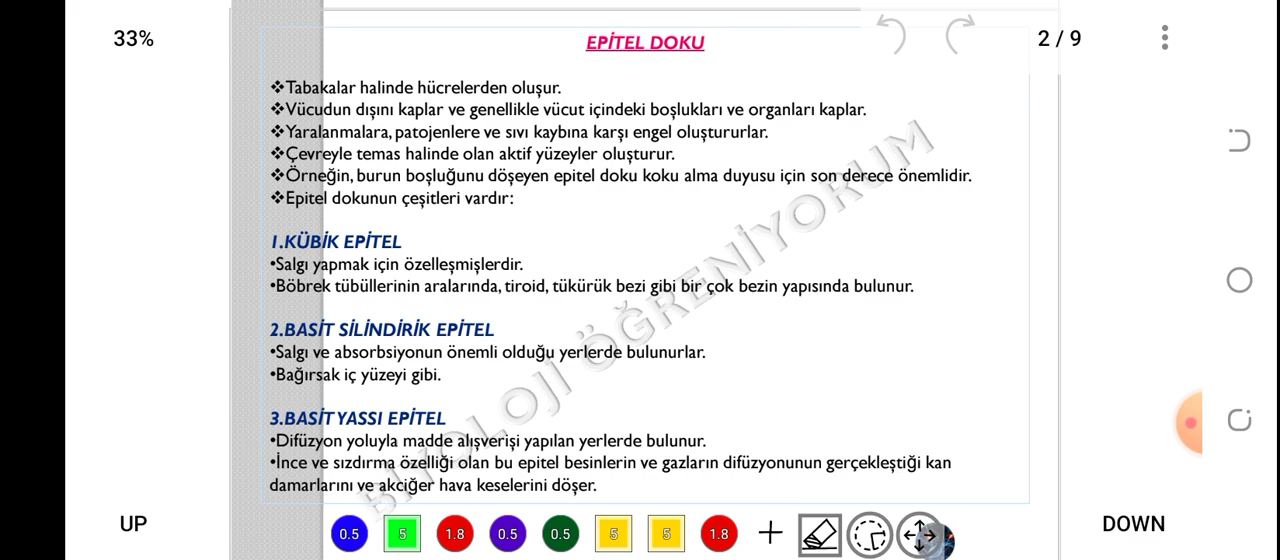 33%
2 / 9
EPİTEL DOKU
❖Tabakalar halinde hücrelerden oluşur.
❖Vücudun dışını kaplar ve genellikle vücut içindeki boşlukları ve organları kaplar.
❖Yaralanmalara, patojenlere ve sıvı kaybına karşı engel oluştururlar.
❖Çevreyle temas halinde olan aktif yüzeyler oluşturur.
❖Örneğin, burun boşluğunu döşeyen epitel doku koku alma duyusu için son derece önemlidir.
❖Epitel dokunun çeşitleri vardır:
1.KÜBİK EPİTEL
•Salgı yapmak için özelleşmişlerdir.
•Böbrek tübüllerinin aralarında, tiroid, tükürük bezi gibi bir çok bezin yapısında bulunur.
2.BASİT SİLİNDİRİK EPİTEL
•Salgı ve absorbsiyonun önemli olduğu yerlerde bulunurlar.
•Bağırsak iç yüzeyi gibi.
3.BASİT YASSI EPİTEL
•Difüzyon yoluyla madde alışverişi yapılan yerlerde bulunur.
•İnce ve sızdırma özelliği olan bu epitel besinlerin ve gazların difüzyonunun gerçekleştiği kan
damarlarını ve akciğer hava keselerini döşer.
BİYOLOJİ ÖĞRENİYORUM
UP
0.5 5 1.8 0.5 0.5 5 5 1.8
DOWN